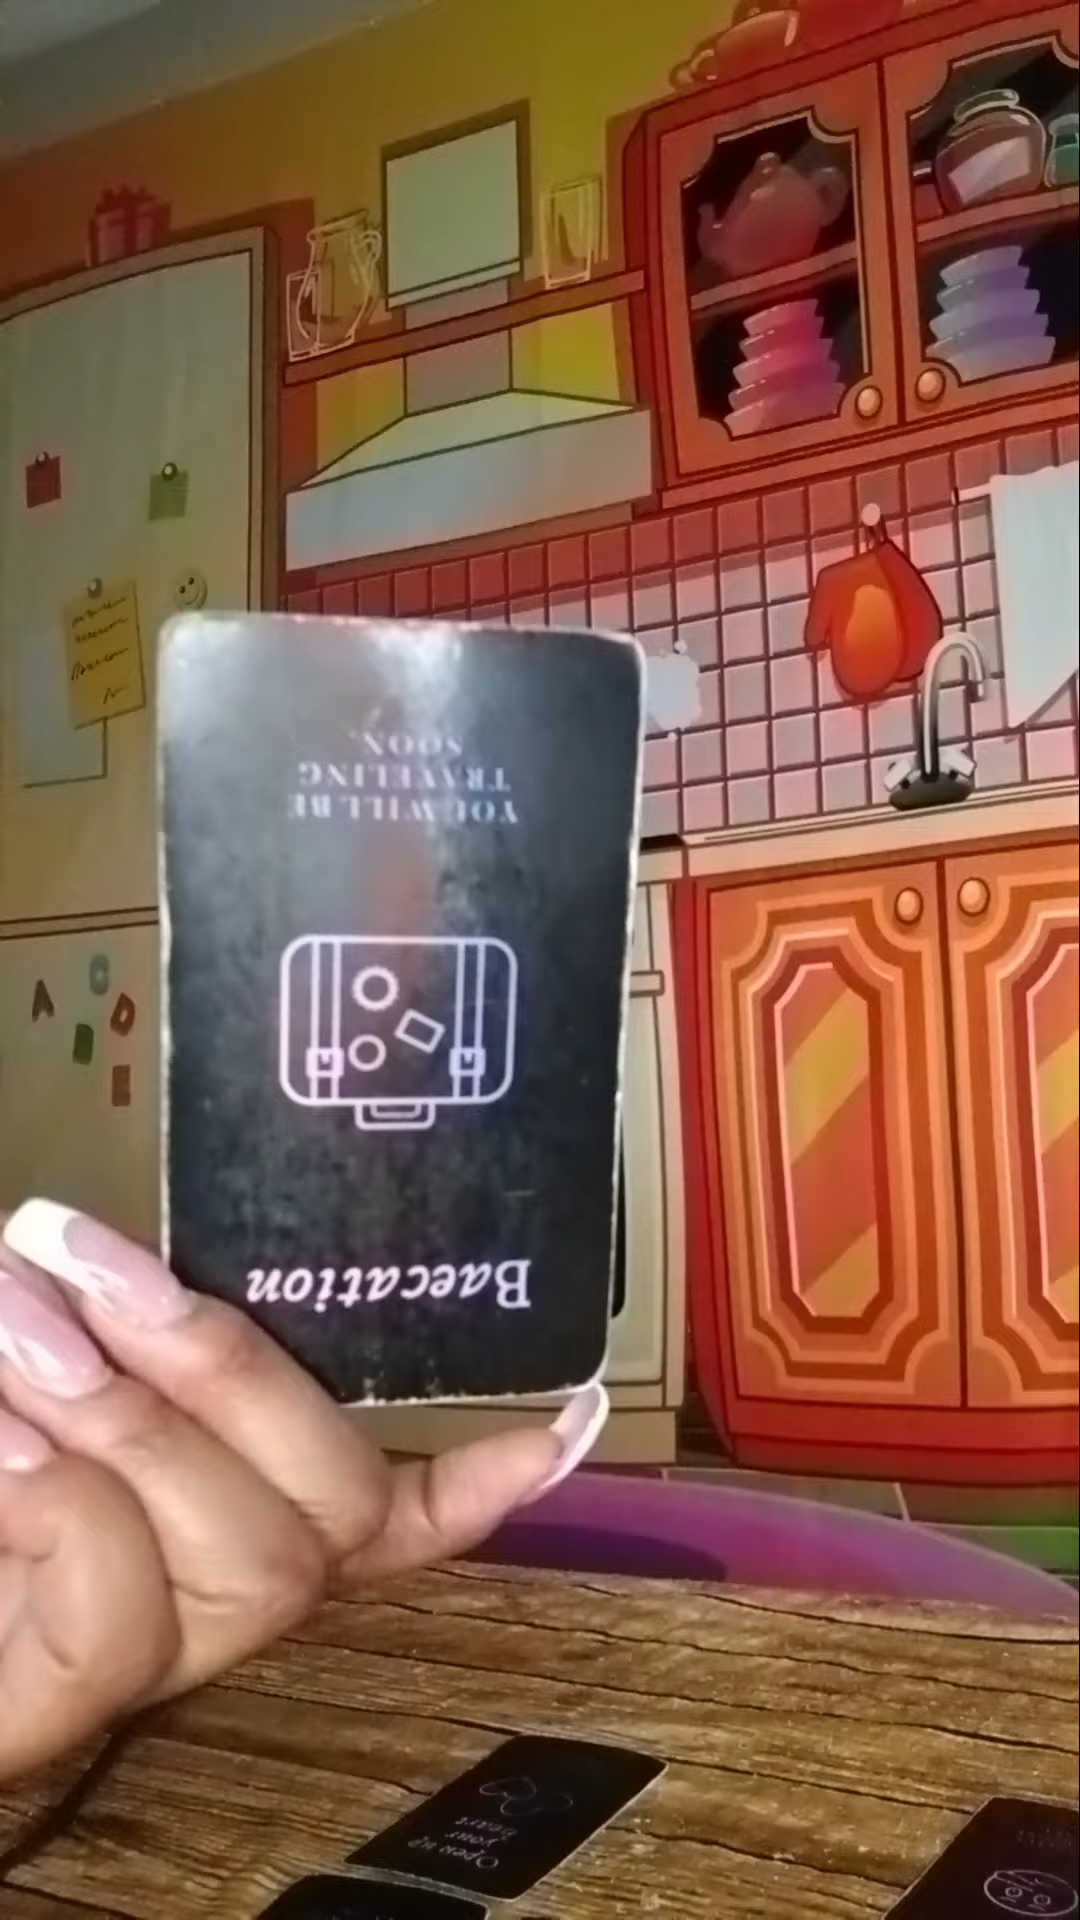 Baecation
YOU WILL BE
TRAVELING
SOON.
Open up
your
heart
A
C
D
E